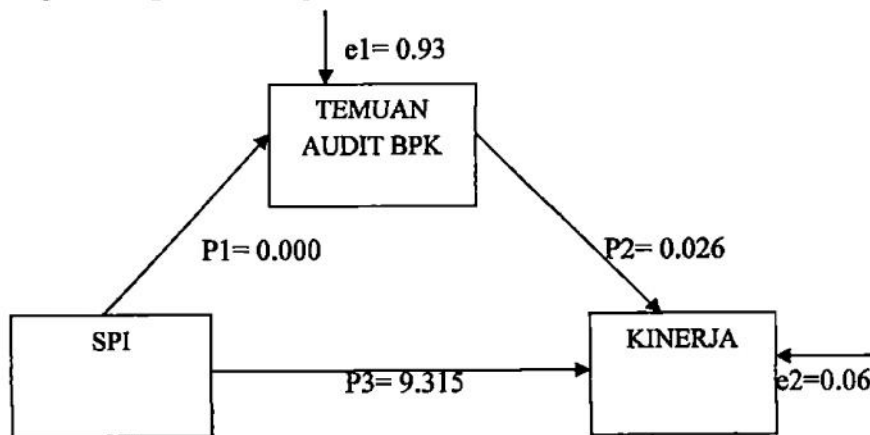 e1= 0.93
TEMUAN
AUDIT BPK
P1= 0.000
P2= 0.026
SPI
KINERJA
P3= 9.315
e2=0.06